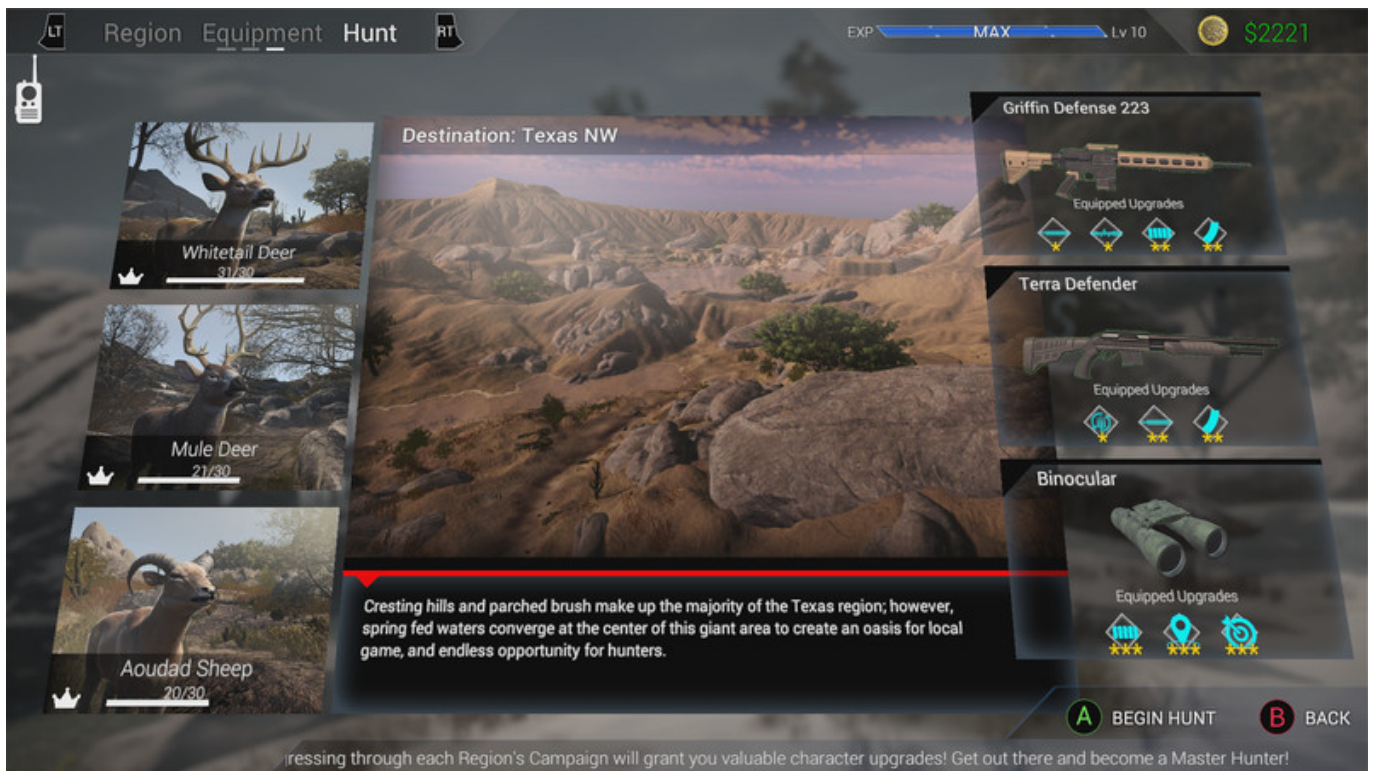 LT Region Equipment Hunt RT
EXP MAX Lv 10 $2221
Destination: Texas NW
Whitetail Deer
31/30
Mule Deer
21/30
Aoudad Sheep
20/30
Cresting hills and parched brush make up the majority of the Texas region; however,
spring fed waters converge at the center of this giant area to create an oasis for local
game, and endless opportunity for hunters.
Griffin Defense 223
Equipped Upgrades
Terra Defender
Equipped Upgrades
Binocular
Equipped Upgrades
A BEGIN HUNT B BACK
through each Region's Campaign will grant you valuable character upgrades! Get out there and become a Master Hunter!